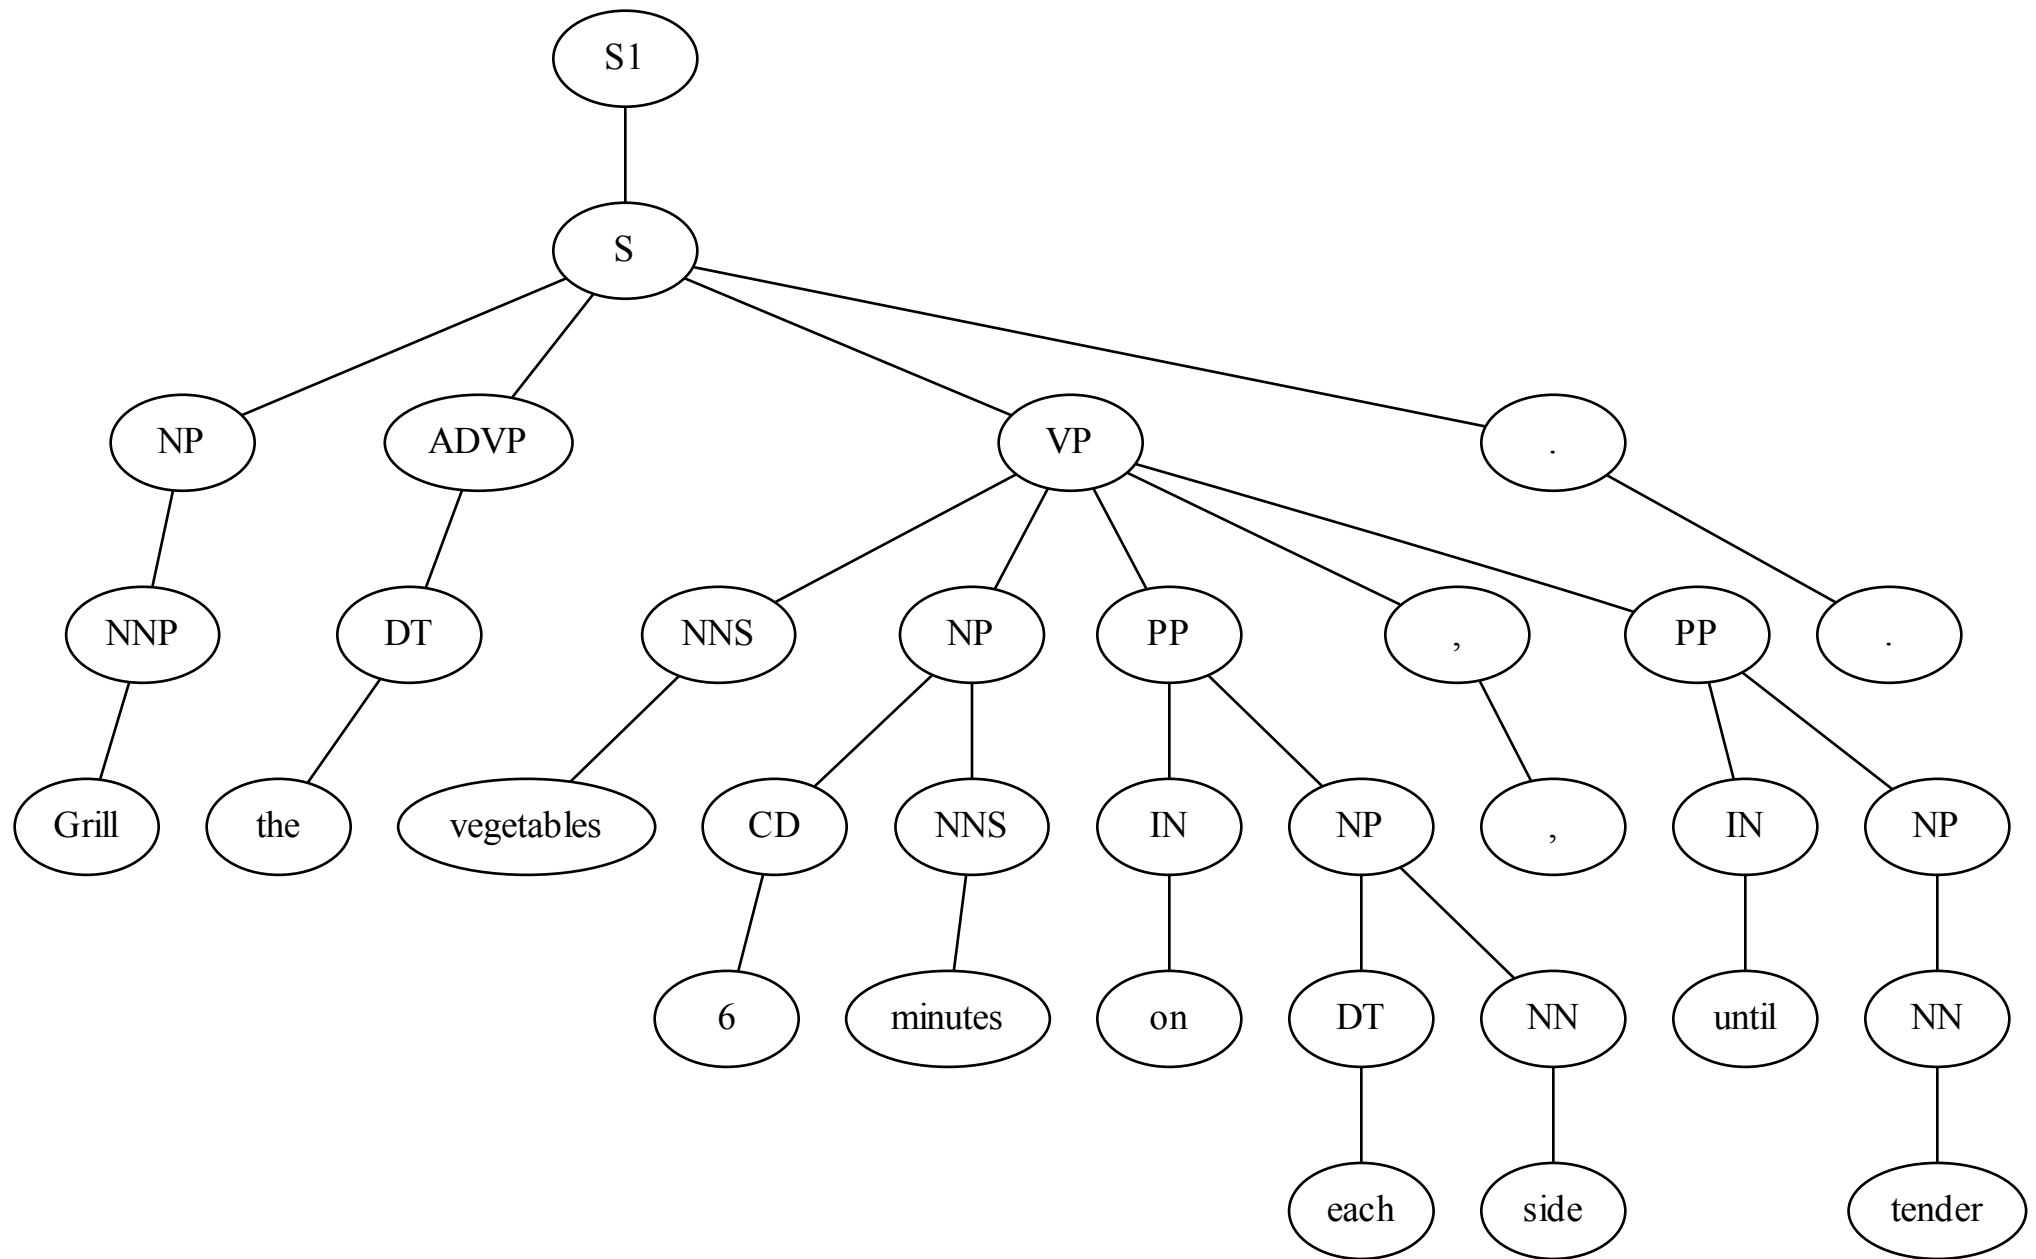 S1
S
NP ADVP VP .
NNP DT NNS NP PP , PP .
Grill the vegetables CD NNS IN NP , IN NP
6 minutes on DT NN until NN
each side tender